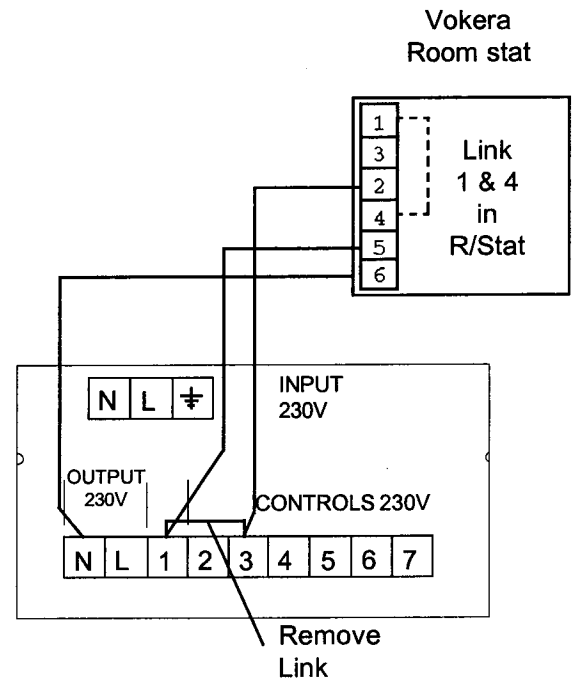 Vokera
Room stat
1
3
2
4
5
6
Link
1 & 4
in
R/Stat
N L ⏚
INPUT
230V
OUTPUT
230V
CONTROLS 230V
N L 1 2 3 4 5 6 7
Remove
Link